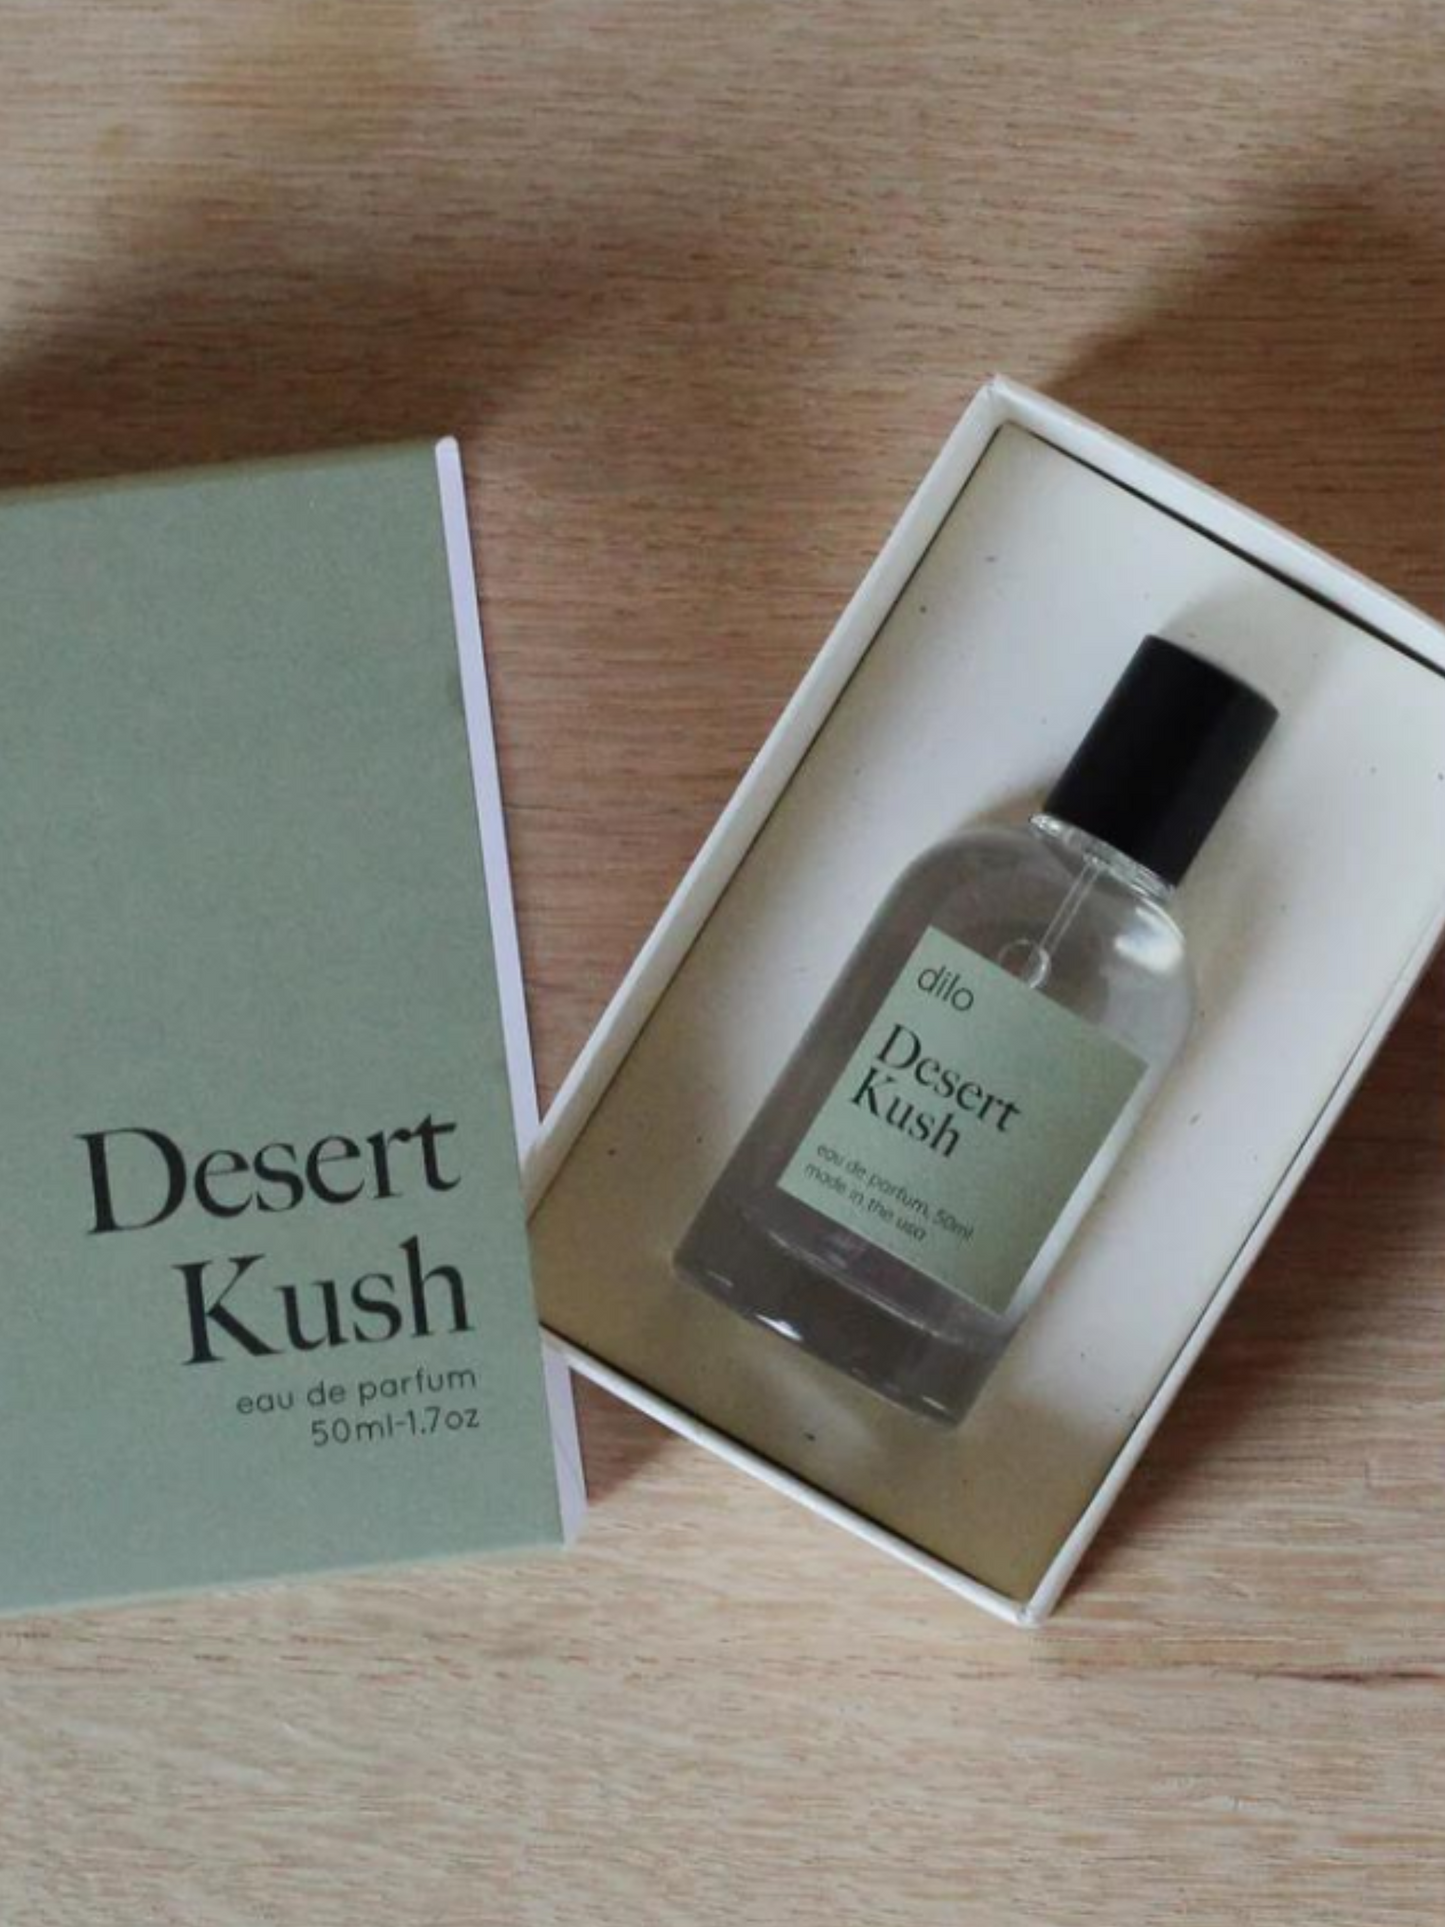 Desert
Kush
eau de parfum
50ml-1.7oz
dilo
Desert
Kush
eau de parfum, 50ml
made in the usa